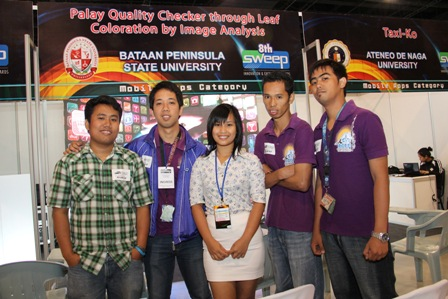 Palay Quality Checker through Leaf
Coloration by Image Analysis
BATAAN PENINSULA
STATE UNIVERSITY
8th
sweep
Mobile Apps Category
Taxi-Ko
ATENEO DE NAGA
UNIVERSITY
Mobile Apps Category